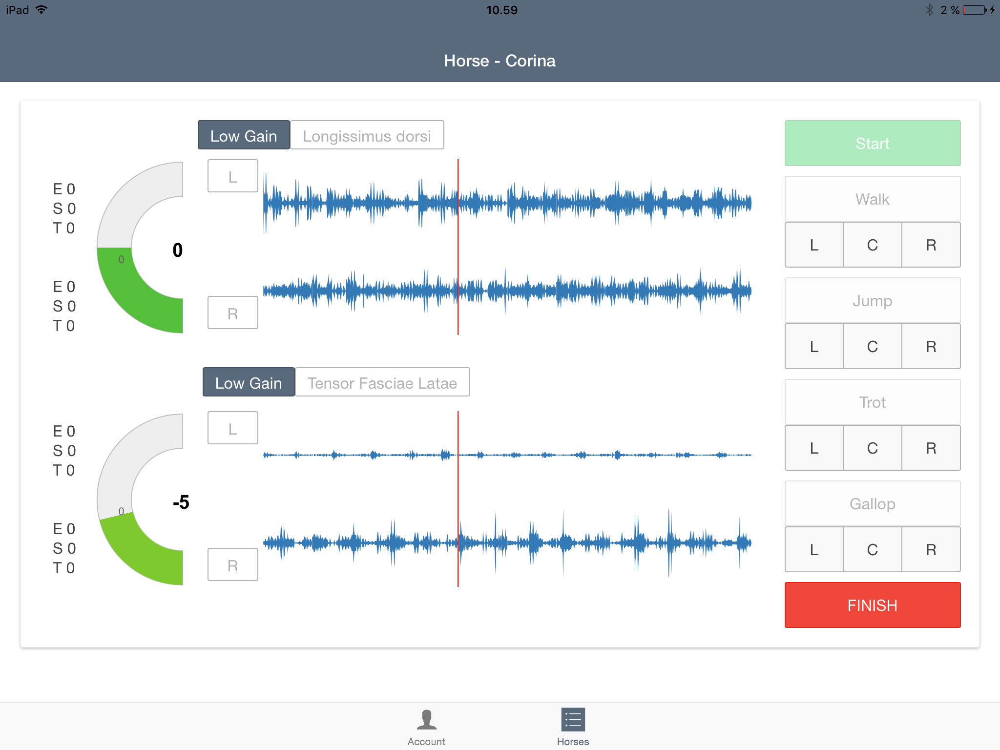 iPad
10.59
2 %
Horse - Corina
Low Gain
Longissimus dorsi
L
E 0
S 0
T 0
0
0
E 0
S 0
T 0
R
Low Gain
Tensor Fasciae Latae
L
E 0
S 0
T 0
0
-5
E 0
S 0
T 0
R
Start
Walk
L C R
Jump
L C R
Trot
L C R
Gallop
L C R
FINISH
Account
Horses